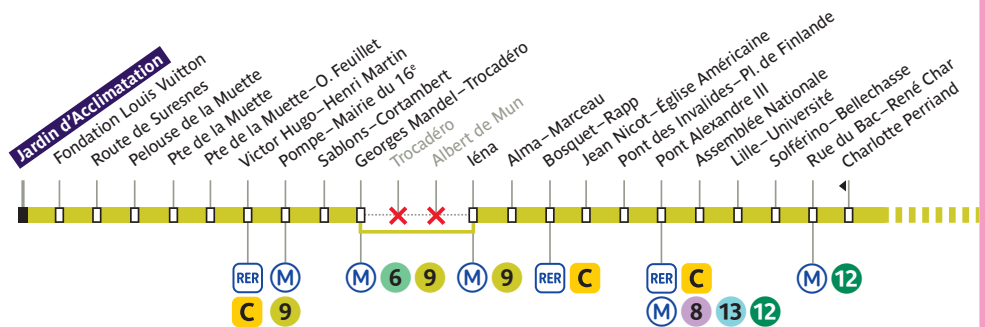 Jardin d'Acclimatation
Fondation Louis Vuitton
Route de Suresnes
Pelouse de la Muette
Pte de la Muette
Pte de la Muette–O. Feuillet
Victor Hugo–Henri Martin
Pompe–Mairie du 16e
Sablons–Cortambert
Georges Mandel–Trocadéro
Trocadéro
Albert de Mun
Iéna
Alma–Marceau
Bosquet–Rapp
Jean Nicot–Église Américaine
Pont des Invalides–Pl. de Finlande
Pont Alexandre III
Assemblée Nationale
Lille–Université
Solférino–Bellechasse
Rue du Bac–René Char
Charlotte Perriand
RER M M 6 9 M 9 RER C RER C M 12
C 9 M 8 13 12